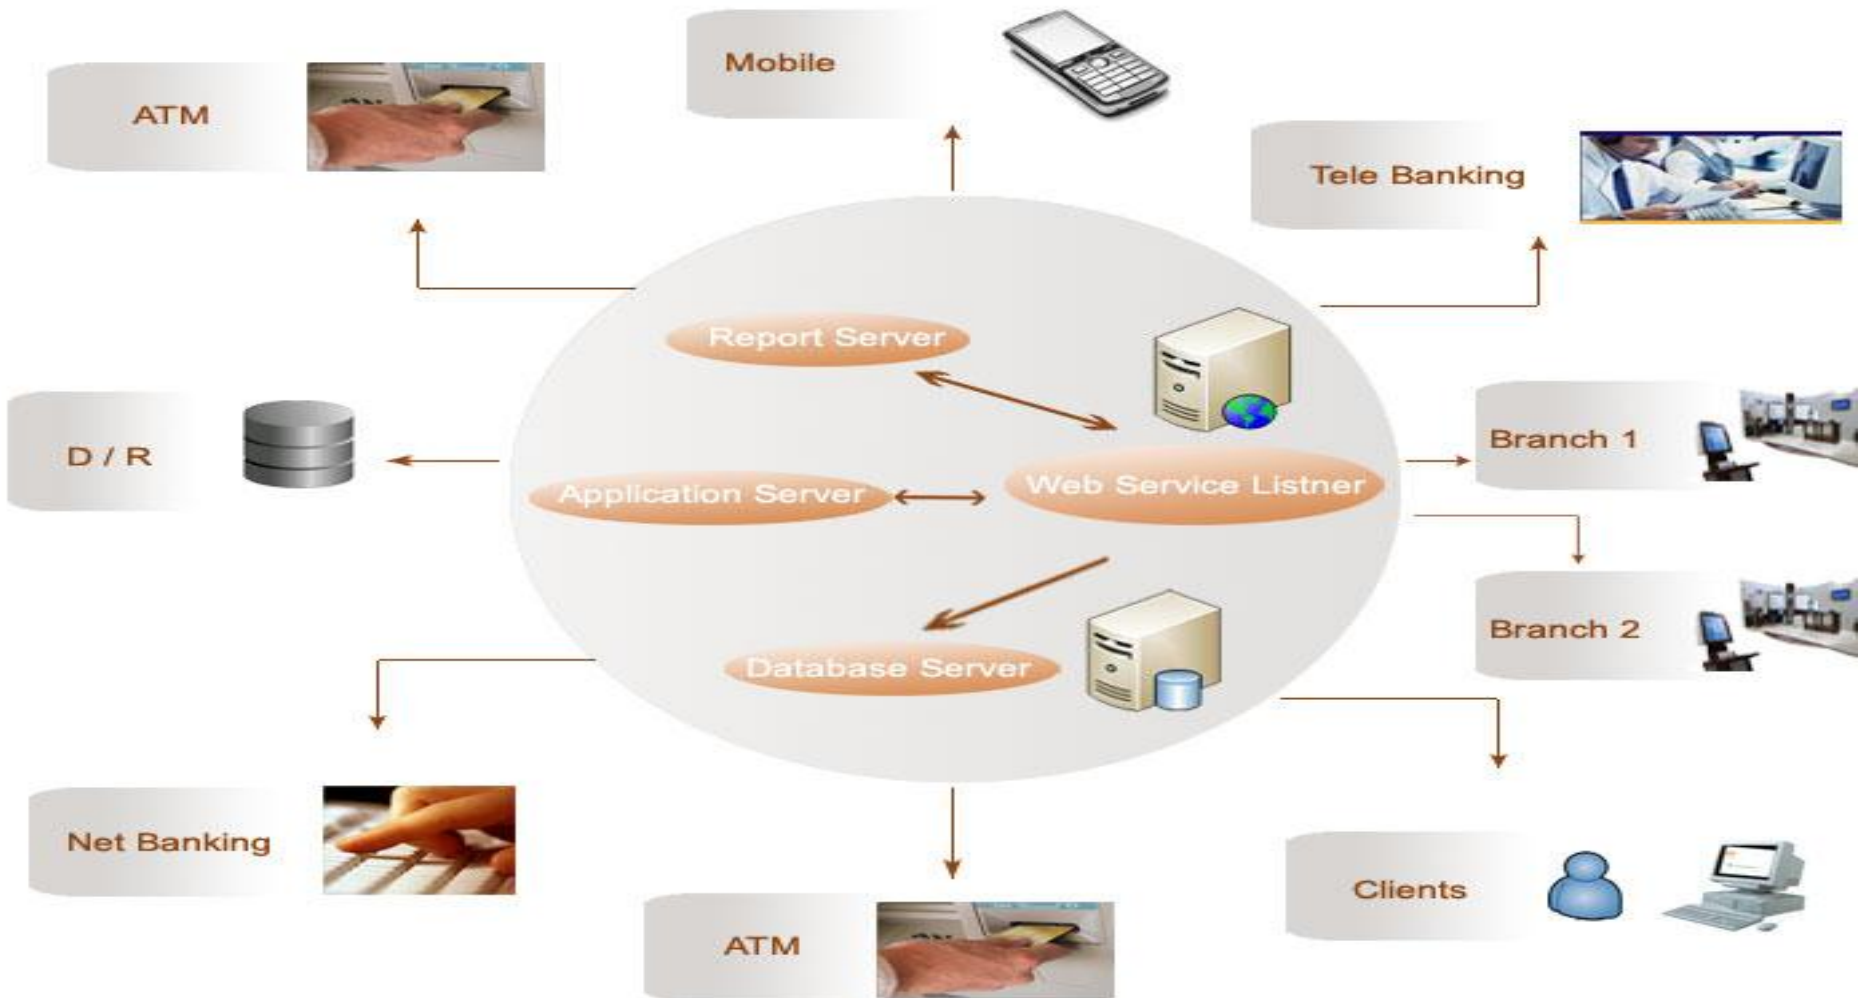 Mobile
ATM
Tele Banking
Report Server
D / R
Application Server
Web Service Listner
Branch 1
Branch 2
Database Server
Net Banking
Clients
ATM